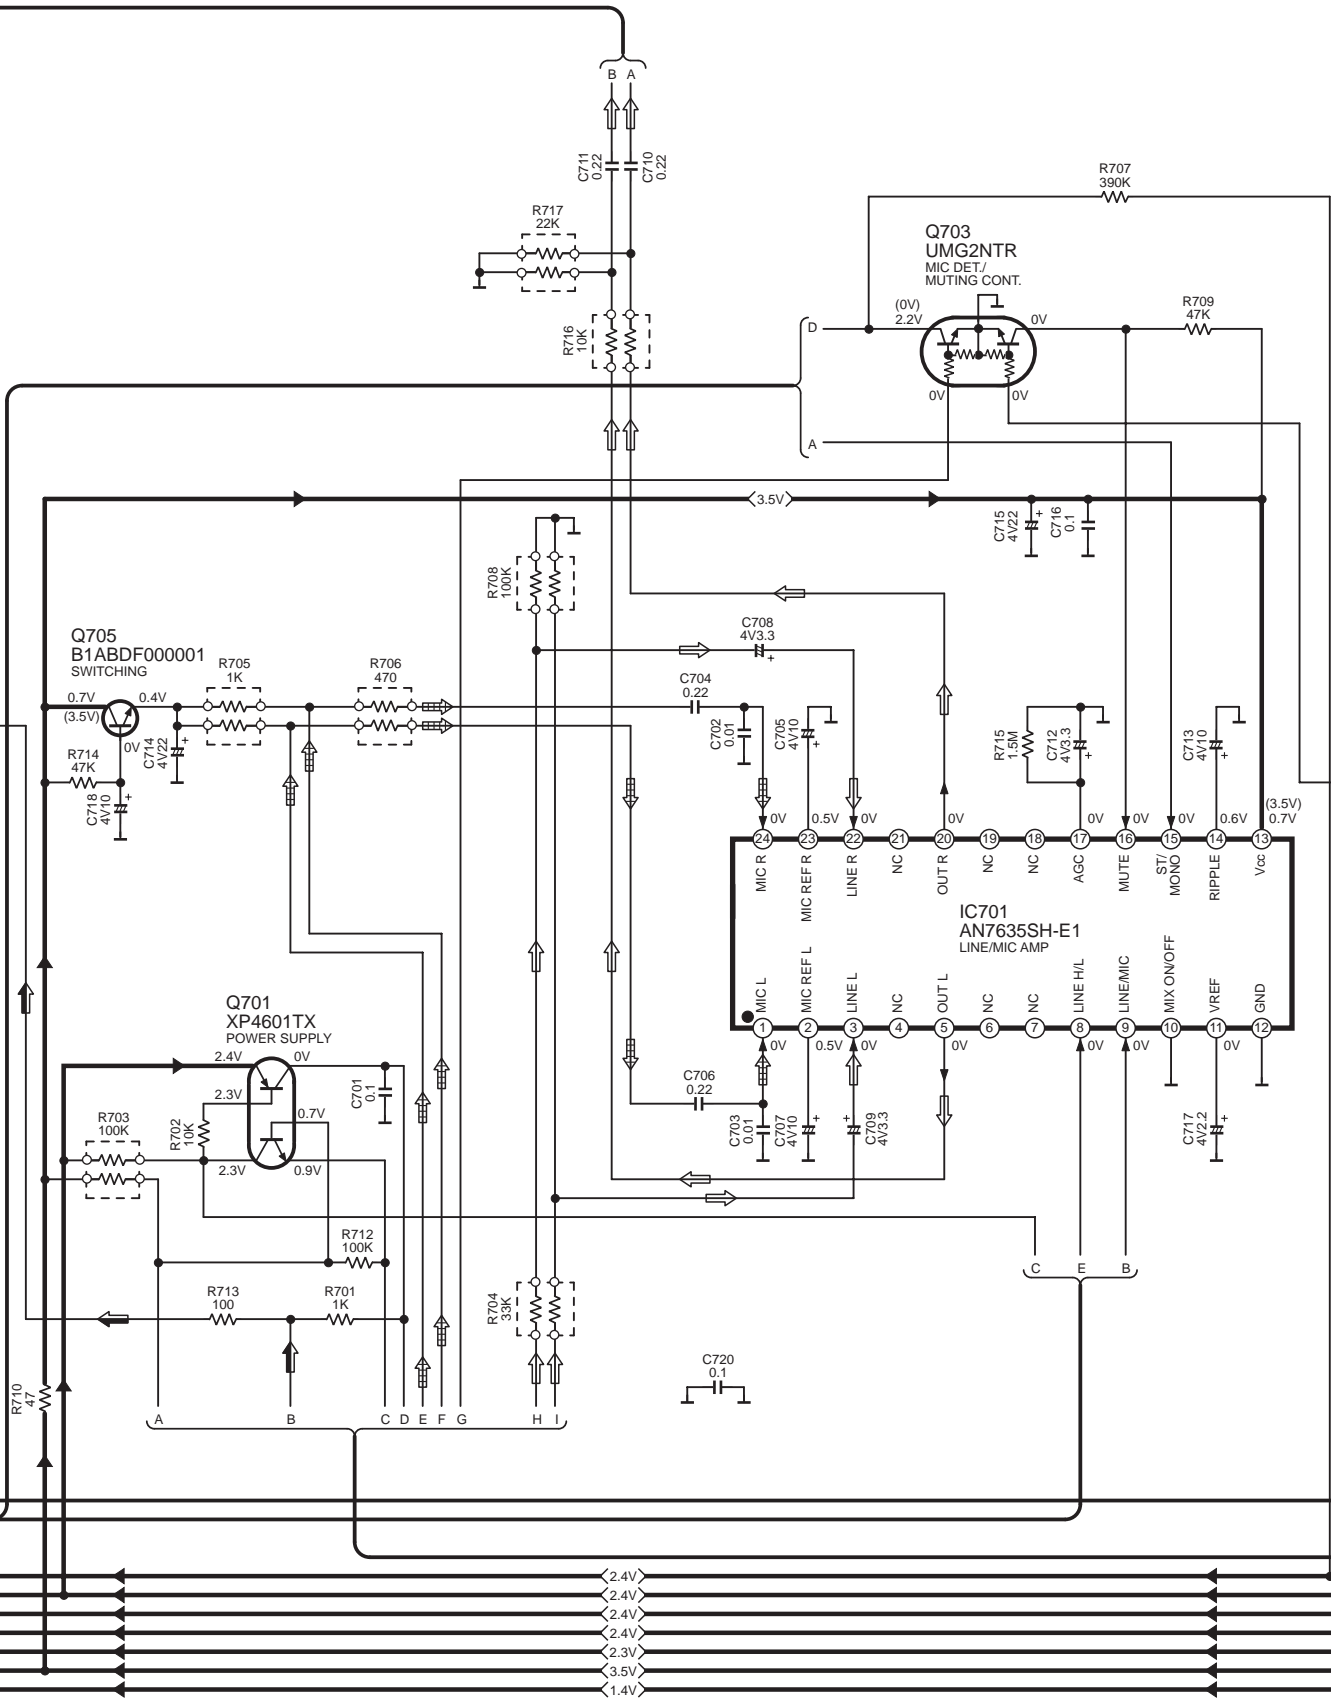 B A
C711
0.22
C710
0.22
R707
390K
R717
22K
Q703
UMG2NTR
MIC DET./
MUTING CONT.
(0V)
2.2V
0V
R709
47K
D
R716
10K
0V
0V
A
3.5V
C715
4V22
+
C716
0.1
R708
100K
C708
4V3.3
+
Q705
B1ABDF000001
SWITCHING
R705
1K
R706
470
C704
0.22
0.7V
(3.5V)
0.4V
0V
C714
4V22
+
R714
47K
C718
4V10
+
C702
0.01
C705
4V10
+
R715
1.5M
C712
4V3.3
+
C713
4V10
+
(3.5V)
0V 0.5V 0V 0V 0V 0V 0V 0.6V 0.7V
24 23 22 21 20 19 18 17 16 15 14 13
MIC R
MIC REF R
LINE R
NC
OUT R
NC
NC
AGC
MUTE
ST/
MONO
RIPPLE
Vcc
IC701
AN7635SH-E1
LINE/MIC AMP
MIC L
MIC REF L
LINE L
NC
OUT L
NC
NC
LINE H/L
LINE/MIC
MIX ON/OFF
VREF
GND
1 2 3 4 5 6 7 8 9 10 11 12
0V 0.5V 0V 0V 0V 0V 0V
Q701
XP4601TX
POWER SUPPLY
2.4V 0V
2.3V
0.7V
2.3V 0.9V
C701
0.1
R703
100K
R702
10K
C706
0.22
C703
0.01
C707
4V10
+
C709
4V3.3
+
C717
4V2.2
+
R712
100K
C E B
R713
100
R701
1K
R704
33K
R710
47
C720
0.1
A B C D E F G H I
2.4V
2.4V
2.4V
2.4V
2.3V
3.5V
1.4V